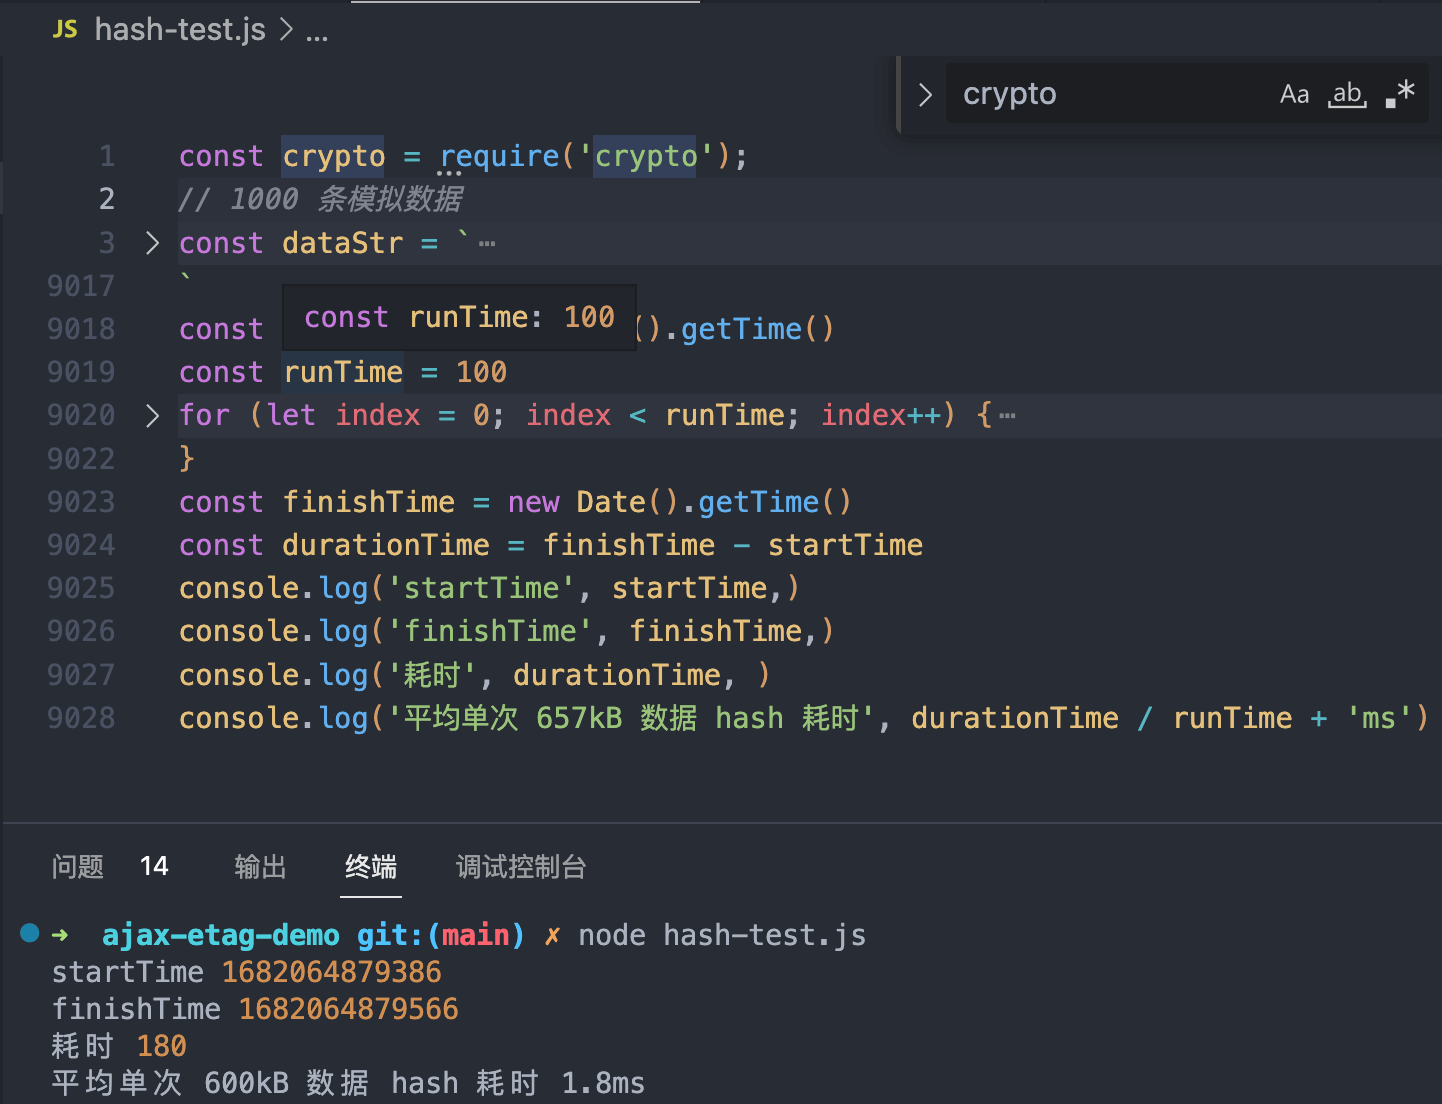 JS hash-test.js > ...
crypto Aa ab .*
1 const crypto = require('crypto');
2 // 1000 条模拟数据
3 > const dataStr = `⋯
9017 `
const runTime: 100
9018 const ().getTime()
9019 const runTime = 100
9020 > for (let index = 0; index < runTime; index++) {⋯
9022 }
9023 const finishTime = new Date().getTime()
9024 const durationTime = finishTime - startTime
9025 console.log('startTime', startTime,)
9026 console.log('finishTime', finishTime,)
9027 console.log('耗时', durationTime, )
9028 console.log('平均单次 657kB 数据 hash 耗时', durationTime / runTime + 'ms')
问题 14 输出 终端 调试控制台
➜ ajax-etag-demo git:(main) ✗ node hash-test.js
startTime 1682064879386
finishTime 1682064879566
耗时 180
平均单次 600kB 数据 hash 耗时 1.8ms